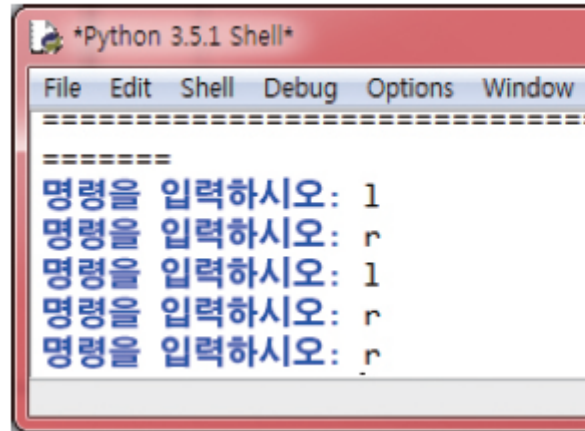 *Python 3.5.1 Shell*
File Edit Shell Debug Options Window
==============================
=======
명령을 입력하시오: l
명령을 입력하시오: r
명령을 입력하시오: l
명령을 입력하시오: r
명령을 입력하시오: r